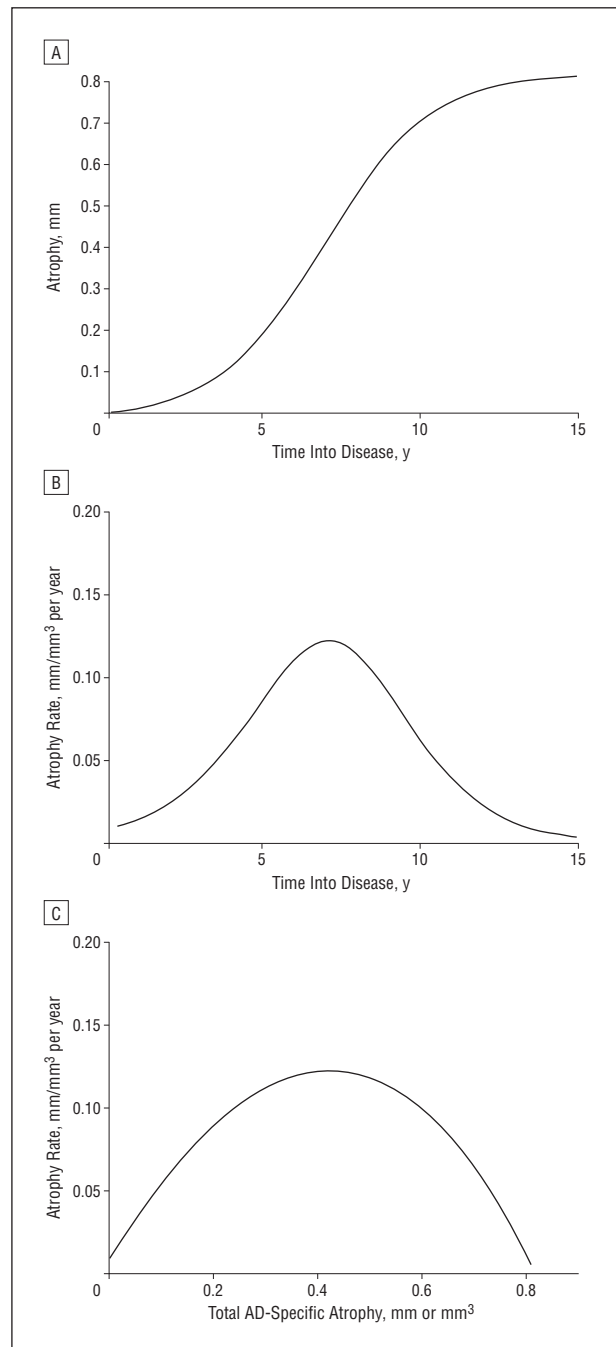 A
0.8
0.7
0.6
0.5
0.4
0.3
0.2
0.1
Atrophy, mm
0 5 10 15
Time Into Disease, y
B
0.20
0.15
0.10
0.05
Atrophy Rate, mm/mm³ per year
0 5 10 15
Time Into Disease, y
C
0.20
0.15
0.10
0.05
Atrophy Rate, mm/mm³ per year
0 0.2 0.4 0.6 0.8
Total AD-Specific Atrophy, mm or mm³